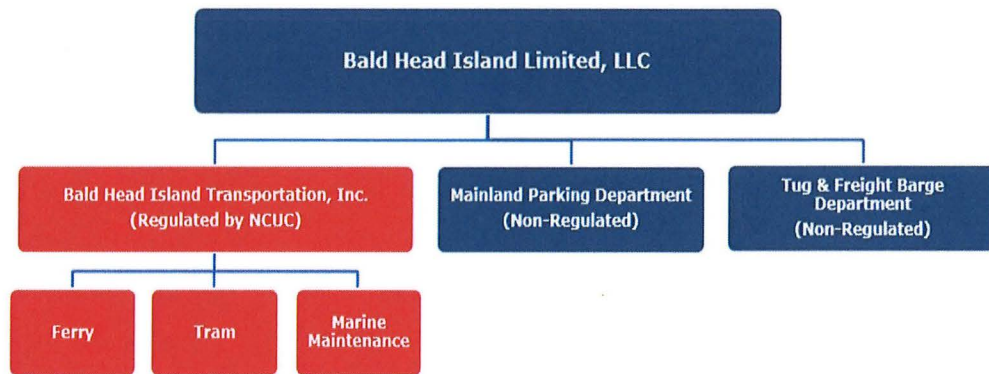 Bald Head Island Limited, LLC
Bald Head Island Transportation, Inc.
(Regulated by NCUC)
Mainland Parking Department
(Non-Regulated)
Tug & Freight Barge
Department
(Non-Regulated)
Ferry
Tram
Marine
Maintenance